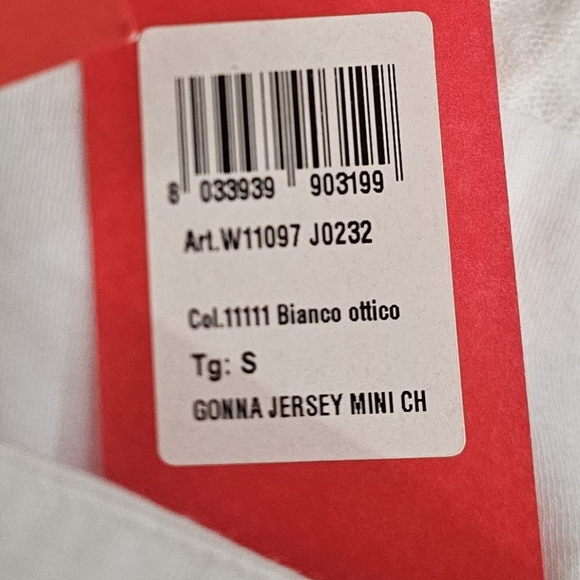 8 033939 903199
Art.W11097 J0232
Col.11111 Bianco ottico
Tg: S
GONNA JERSEY MINI CH